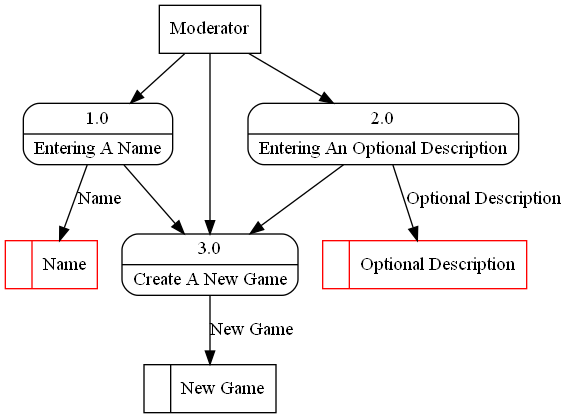 Moderator
1.0
Entering A Name
2.0
Entering An Optional Description
Name
Optional Description
3.0
Create A New Game
Name
Optional Description
New Game
New Game